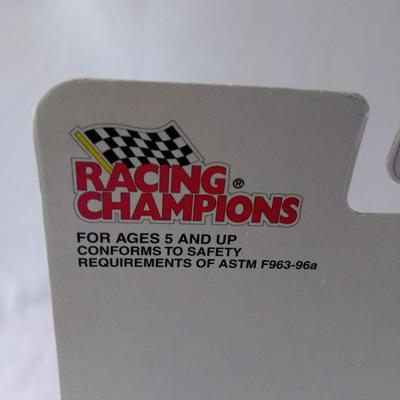 RACING ®
CHAMPIONS
FOR AGES 5 AND UP
CONFORMS TO SAFETY
REQUIREMENTS OF ASTM F963-96a